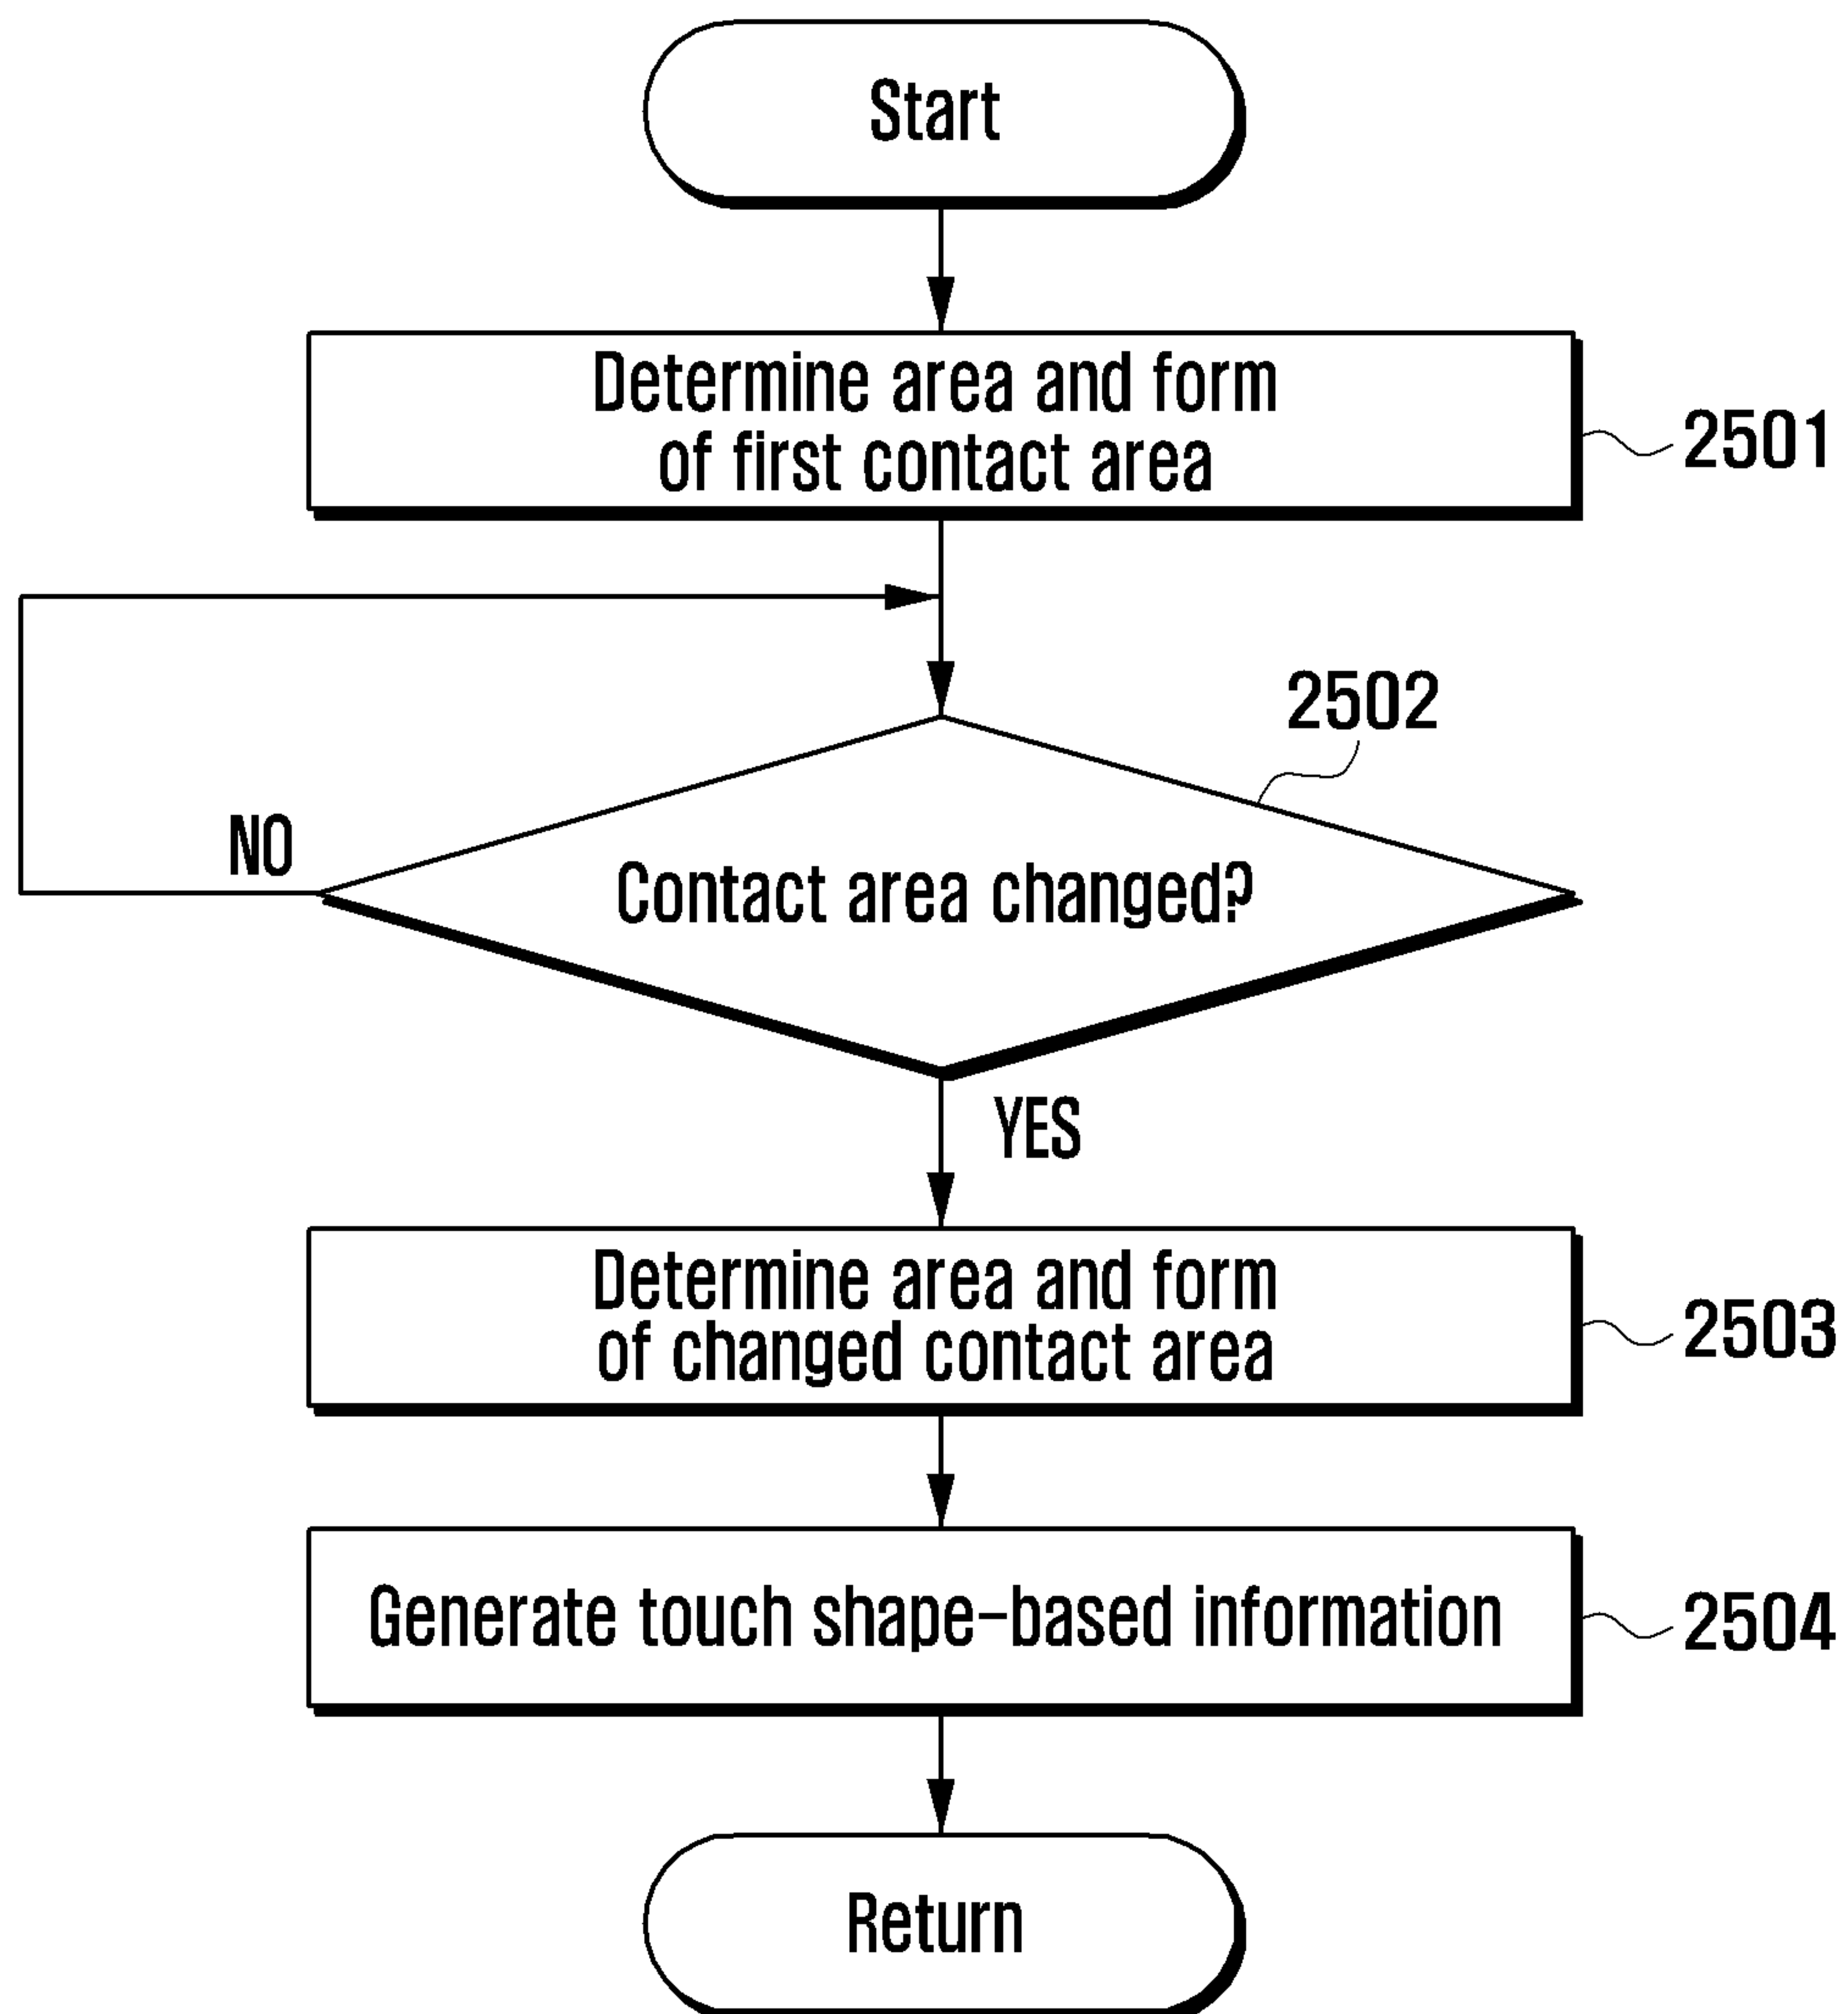 Start
Determine area and form
of first contact area
2501
2502
NO
Contact area changed?
YES
Determine area and form
of changed contact area
2503
Generate touch shape-based information
2504
Return